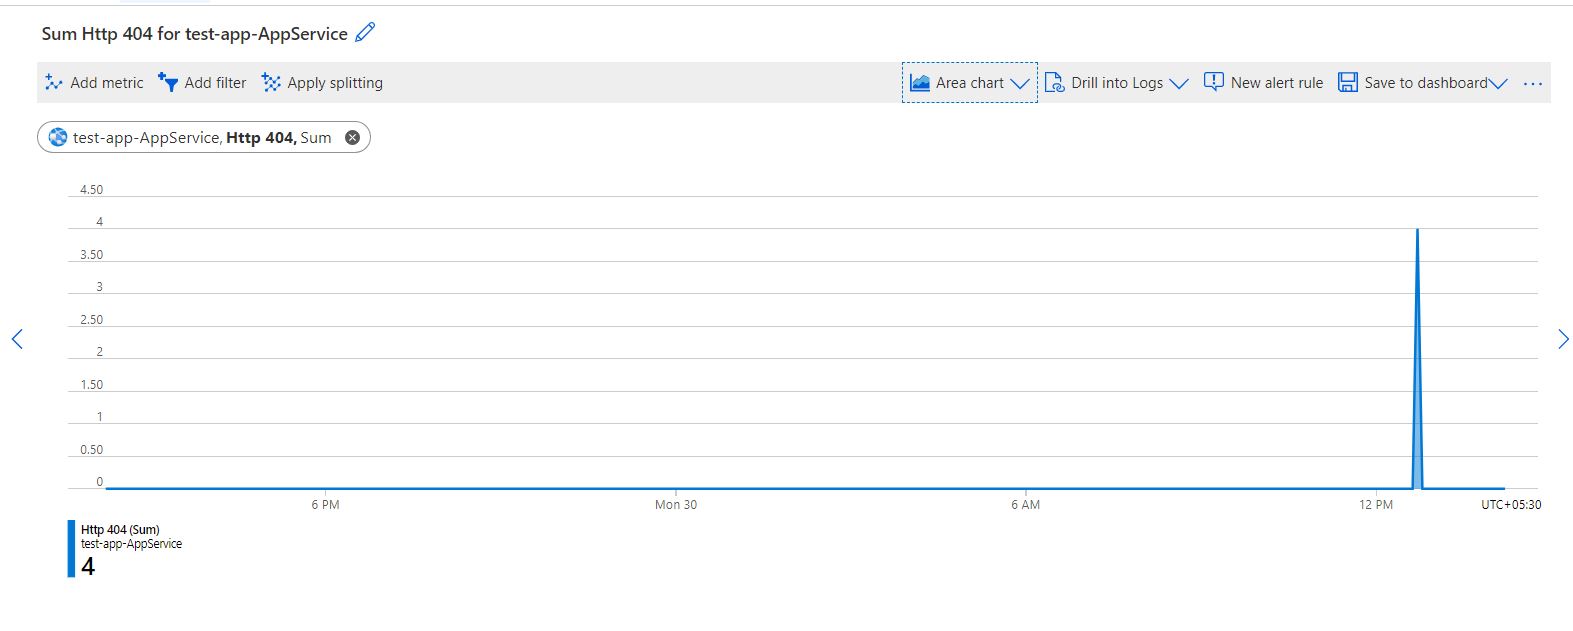 Sum Http 404 for test-app-AppService
Add metric Add filter Apply splitting Area chart Drill into Logs New alert rule Save to dashboard ...
test-app-AppService, Http 404, Sum
4.50
4
3.50
3
2.50
2
1.50
1
0.50
0
6 PM Mon 30 6 AM 12 PM UTC+05:30
Http 404 (Sum)
test-app-AppService
4